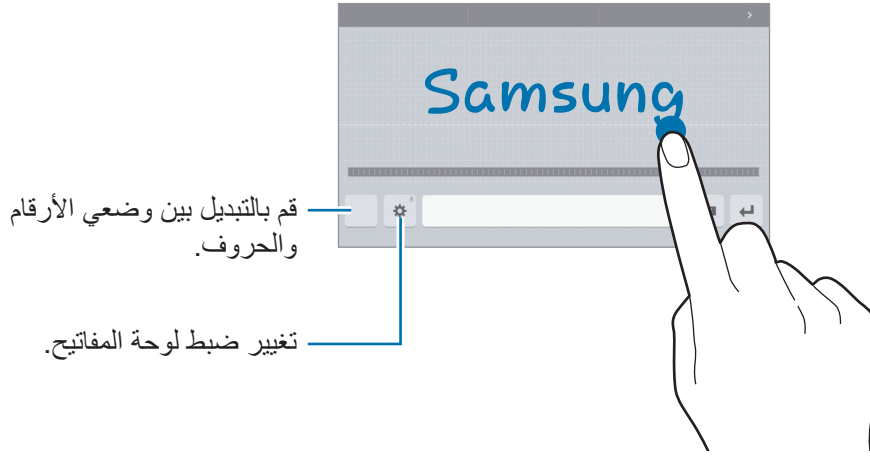 Samsung
قم بالتبديل بين وضعي الأرقام
والحروف.
تغيير ضبط لوحة المفاتيح.